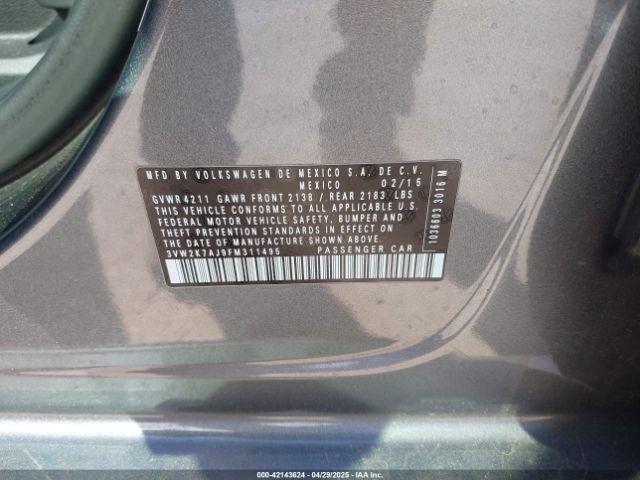 MFD BY VOLKSWAGEN DE MEXICO S.A. DE C.V.
MEXICO 02/15
GVWR 4211 GAWR FRONT 2138 / REAR 2183 LBS
THIS VEHICLE CONFORMS TO ALL APPLICABLE U.S.
FEDERAL MOTOR VEHICLE SAFETY, BUMPER AND
THEFT PREVENTION STANDARDS IN EFFECT ON THE
DATE OF MANUFACTURE SHOWN ABOVE.
3VW2K7AJ9FM311495 PASSENGER CAR
1036603 3016 M
000-42143624 | 04/29/2025 | IAAI, Inc.